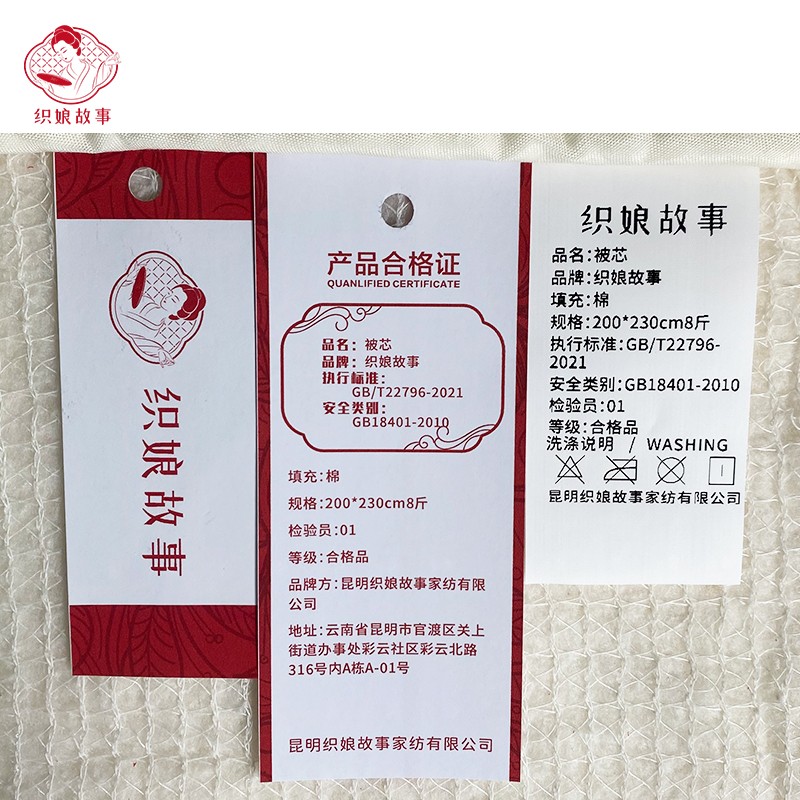 织娘故事
织娘故事
产品合格证
QUANLIFIED CERTIFICATE
品名：被芯
品牌：织娘故事
执行标准：
GB/T22796-2021
安全类别：
GB18401-2010
填充：棉
规格：200*230cm8斤
检验员：01
等级：合格品
品牌方：昆明织娘故事家纺有限
公司
地址：云南省昆明市官渡区关上
街道办事处彩云社区彩云北路
316号内A栋A-01号
昆明织娘故事家纺有限公司
织娘故事
品名：被芯
品牌：织娘故事
填充：棉
规格：200*230cm8斤
执行标准：GB/T22796-
2021
安全类别：GB18401-2010
检验员：01
等级：合格品
洗涤说明 / WASHING
昆明织娘故事家纺有限公司